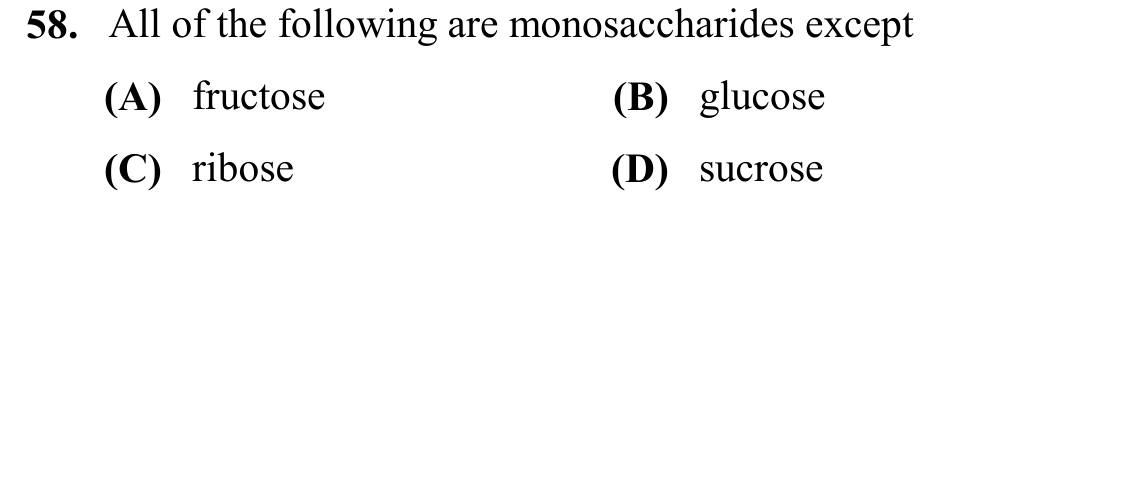 58. All of the following are monosaccharides except
(A) fructose (B) glucose
(C) ribose (D) sucrose